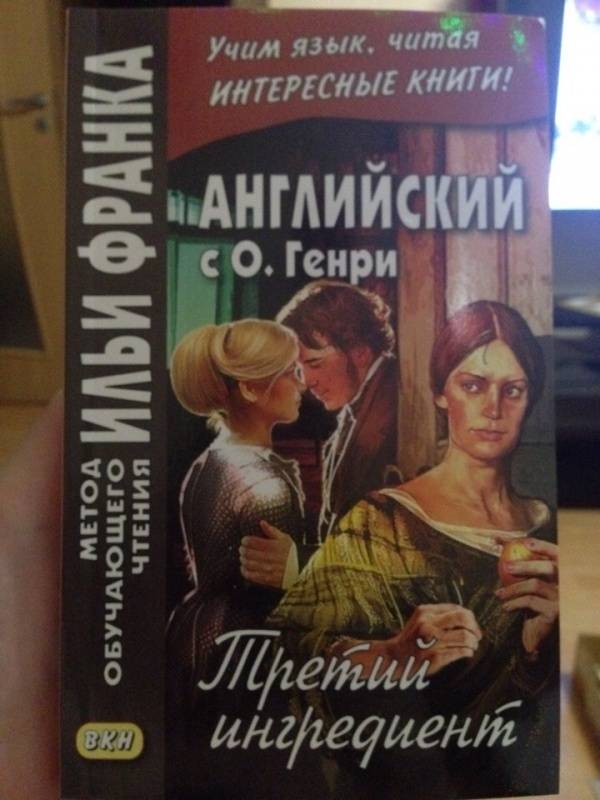 Учим язык, читая
ИНТЕРЕСНЫЕ КНИГИ!
АНГЛИЙСКИЙ
с О. Генри
МЕТОД
ОБУЧАЮЩЕГО
ЧТЕНИЯ
ИЛЬИ ФРАНКА
Третий
ингредиент
ВКН